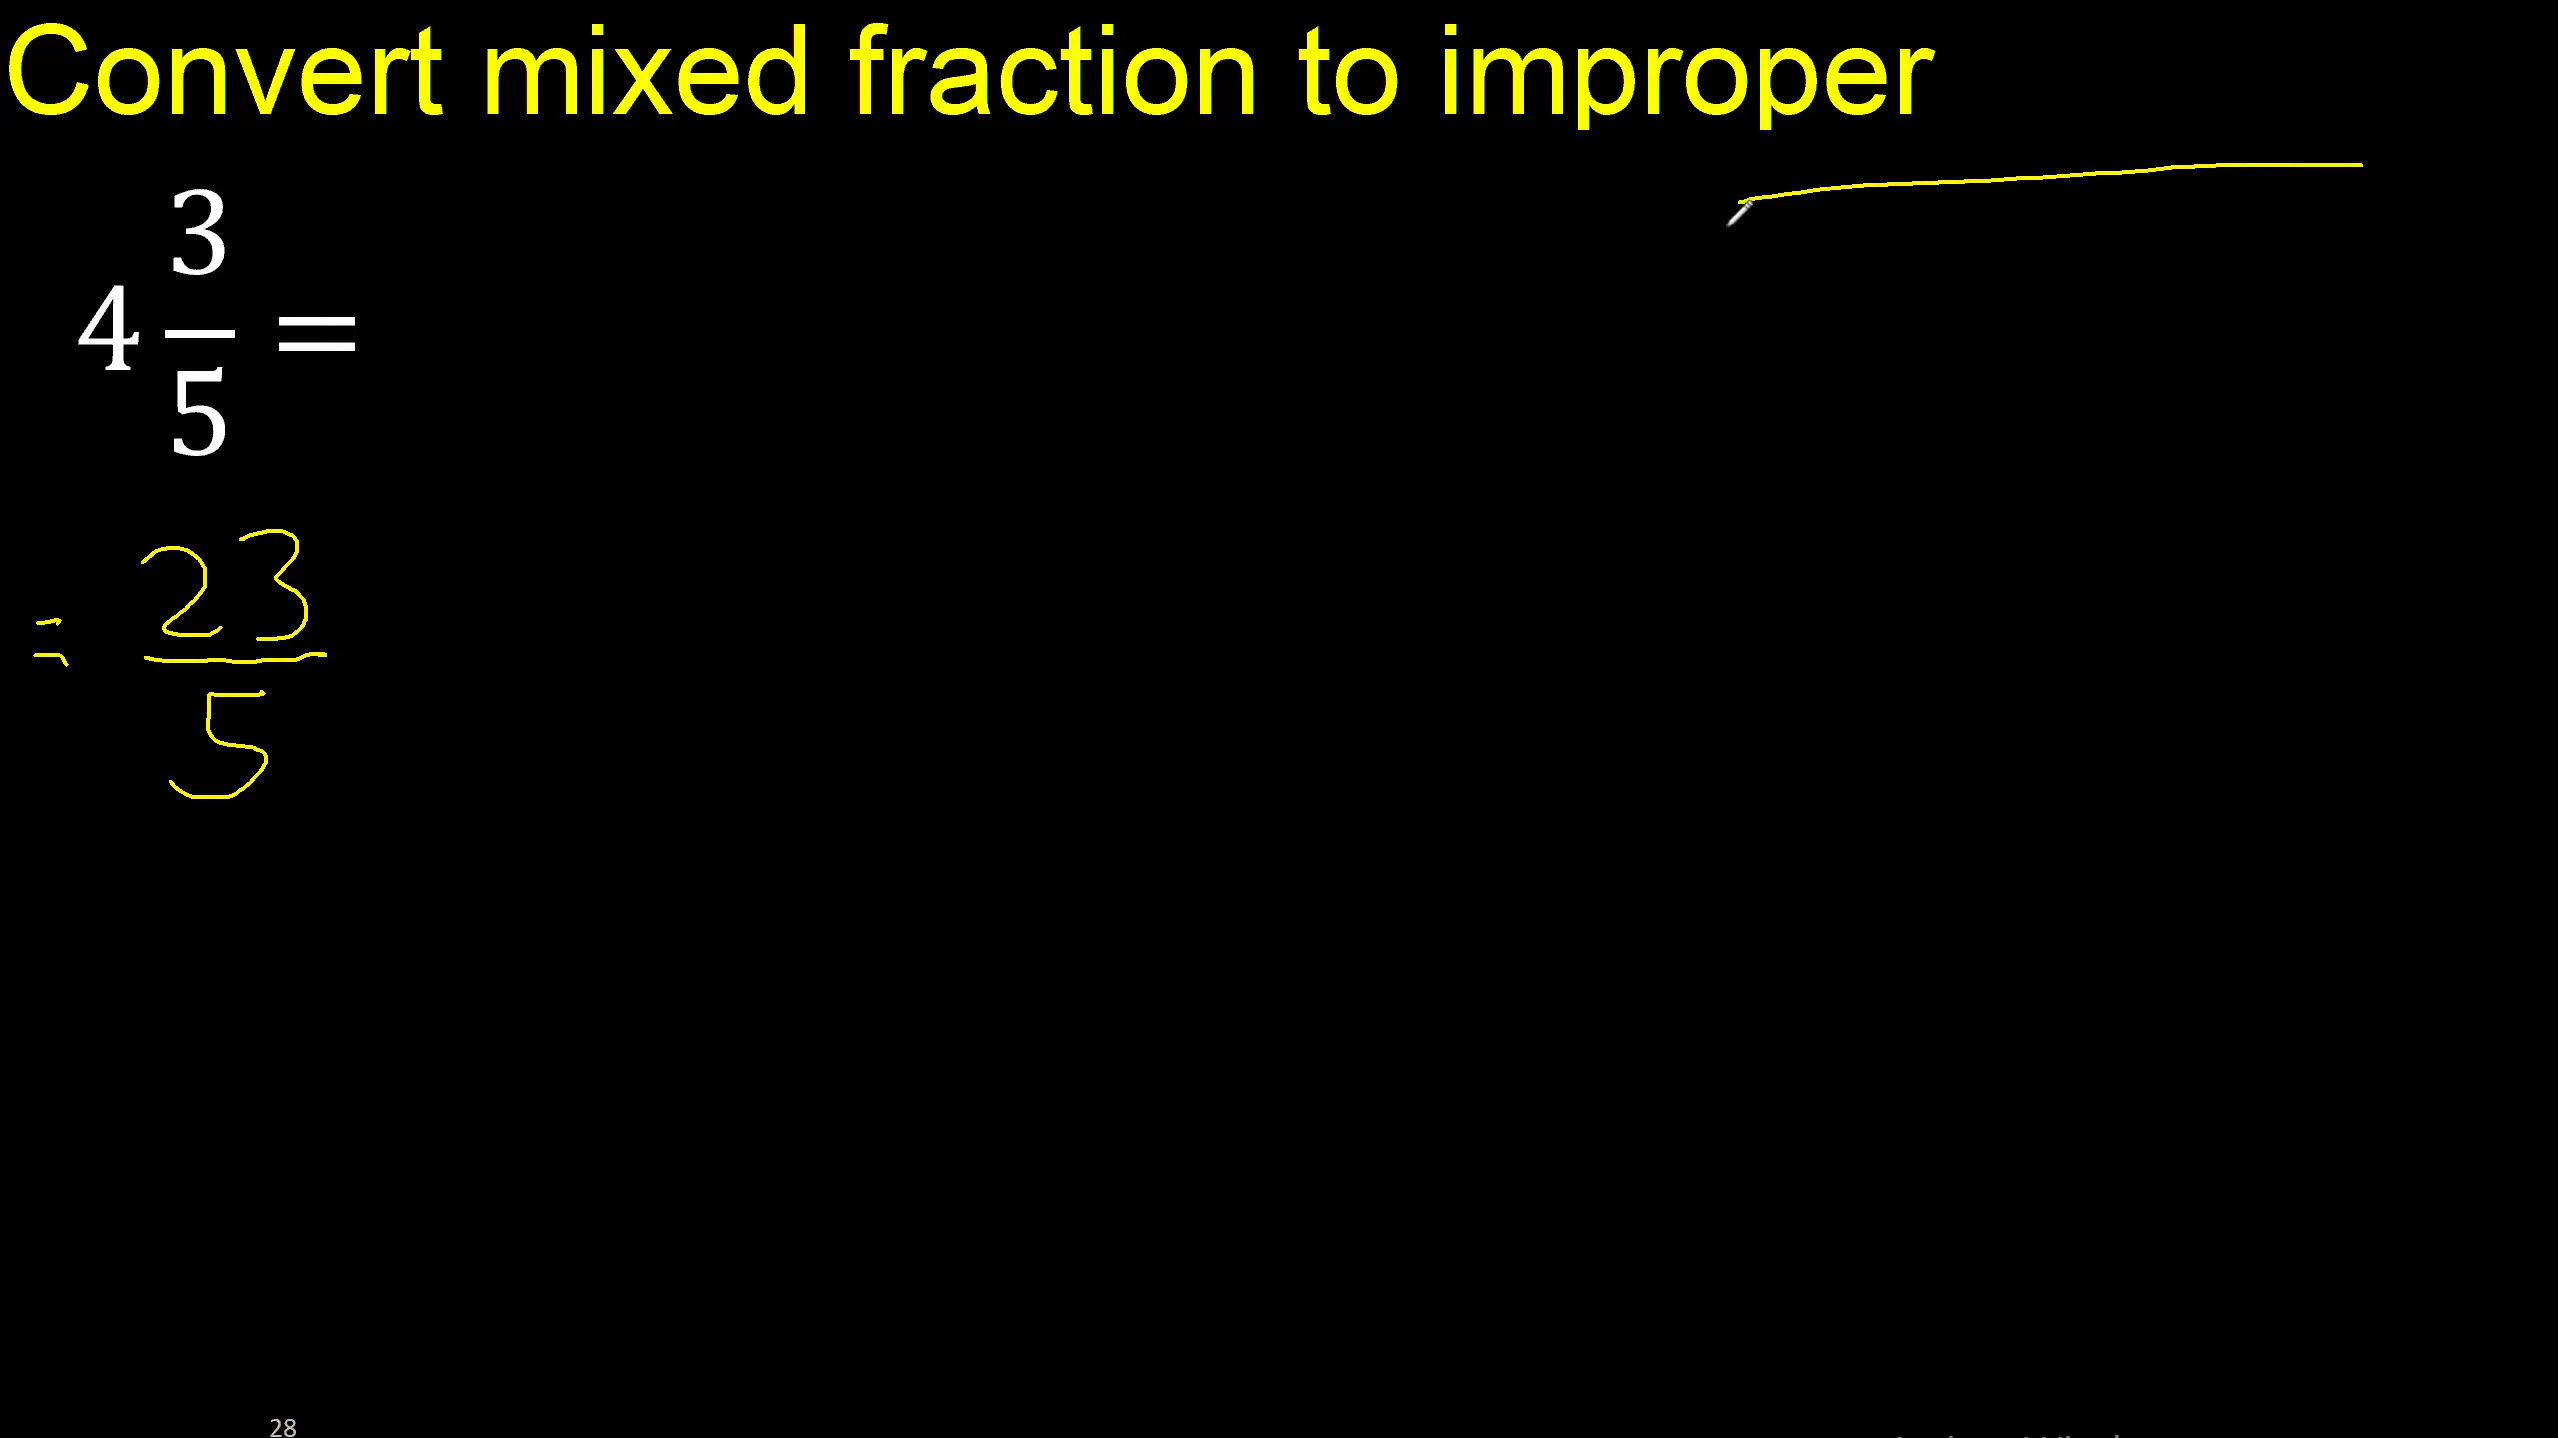 Convert mixed fraction to improper
4 3/5 =
= 23/5
28